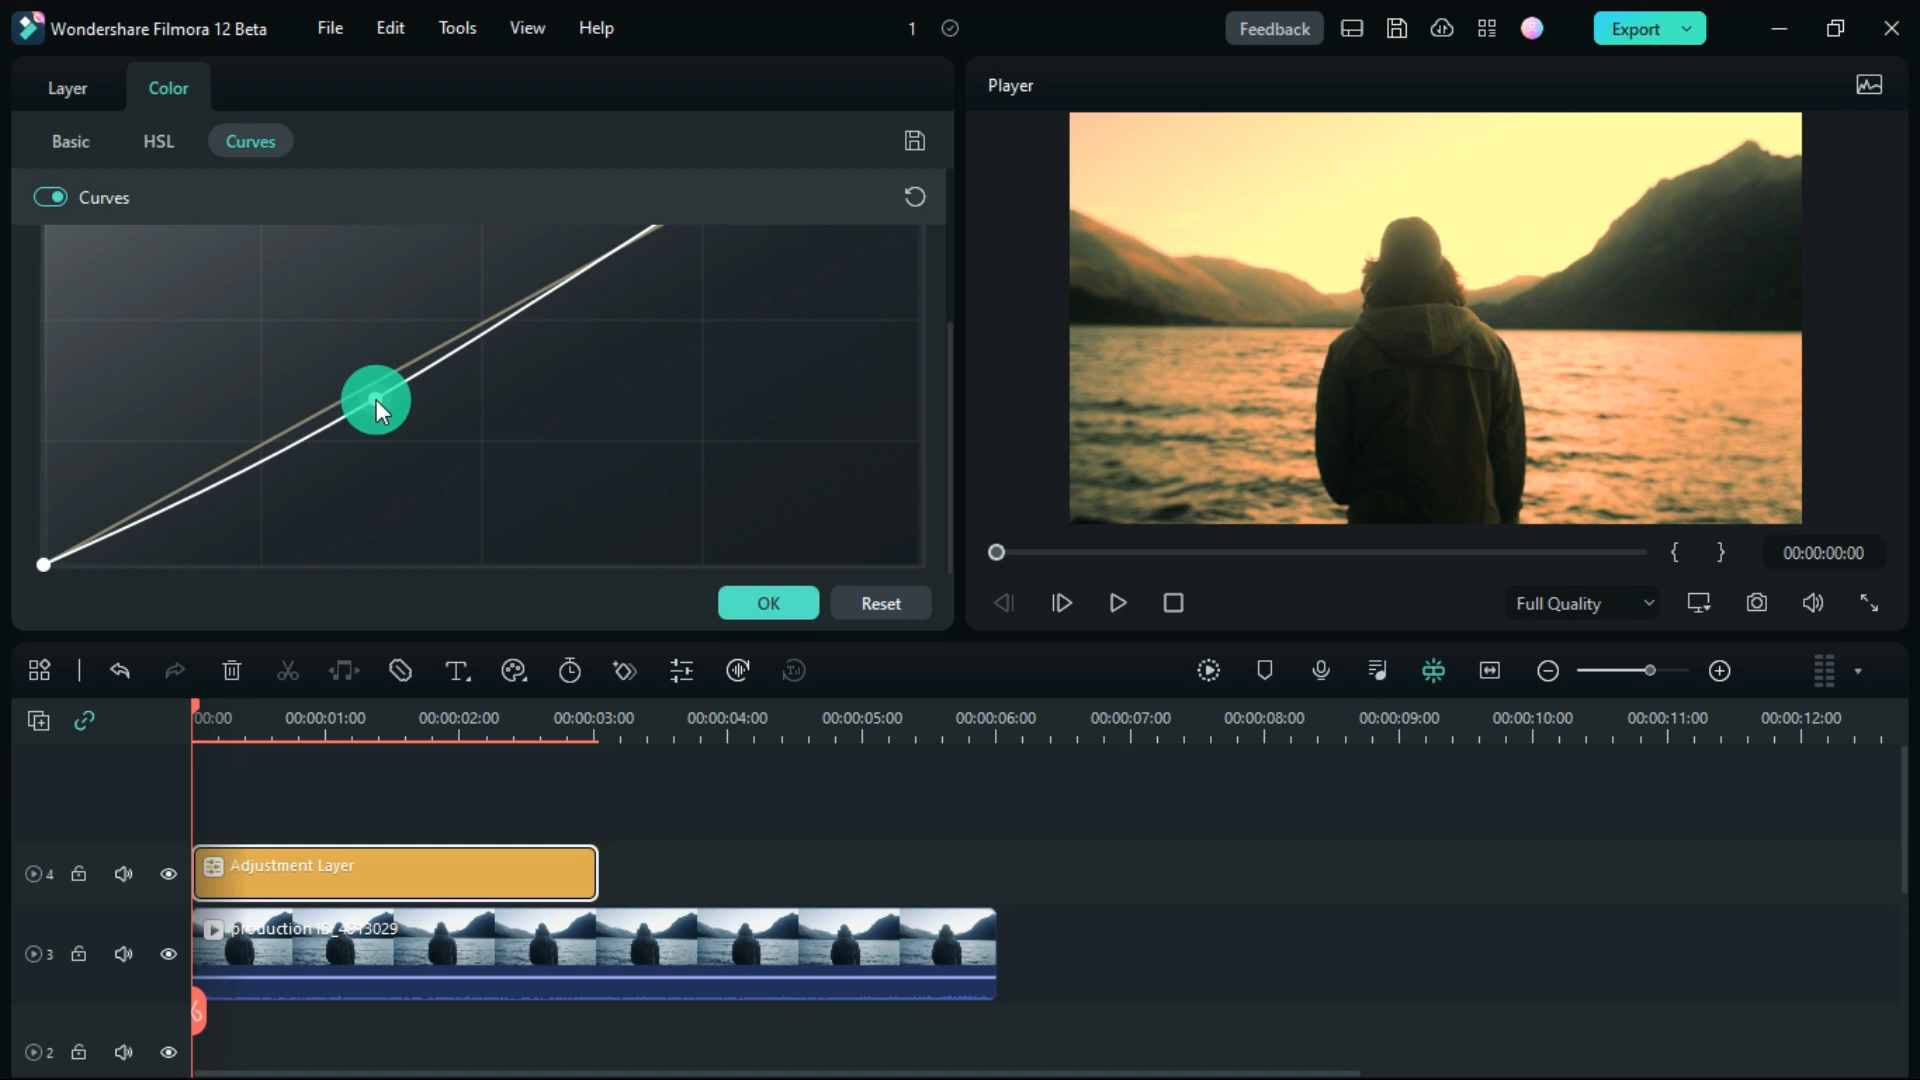 Wondershare Filmora 12 Beta File Edit Tools View Help 1 Feedback Export
Layer Color
Player
Basic HSL Curves
Curves
00:00:00:00
OK Reset
Full Quality
00:00 00:00:01:00 00:00:02:00 00:00:03:00 00:00:04:00 00:00:05:00 00:00:06:00 00:00:07:00 00:00:08:00 00:00:09:00 00:00:10:00 00:00:11:00 00:00:12:00
Adjustment Layer
4
production ID_4813029
3
2